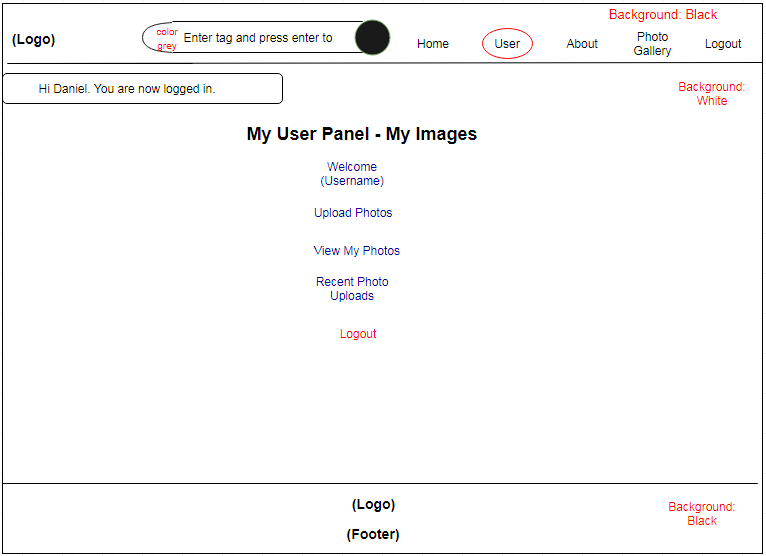 Background: Black
(Logo)
color
grey
Enter tag and press enter to
Home
User
About
Photo
Gallery
Logout
Hi Daniel. You are now logged in.
Background:
White
My User Panel - My Images
Welcome
(Username)
Upload Photos
View My Photos
Recent Photo
Uploads
Logout
(Logo)
Background:
Black
(Footer)